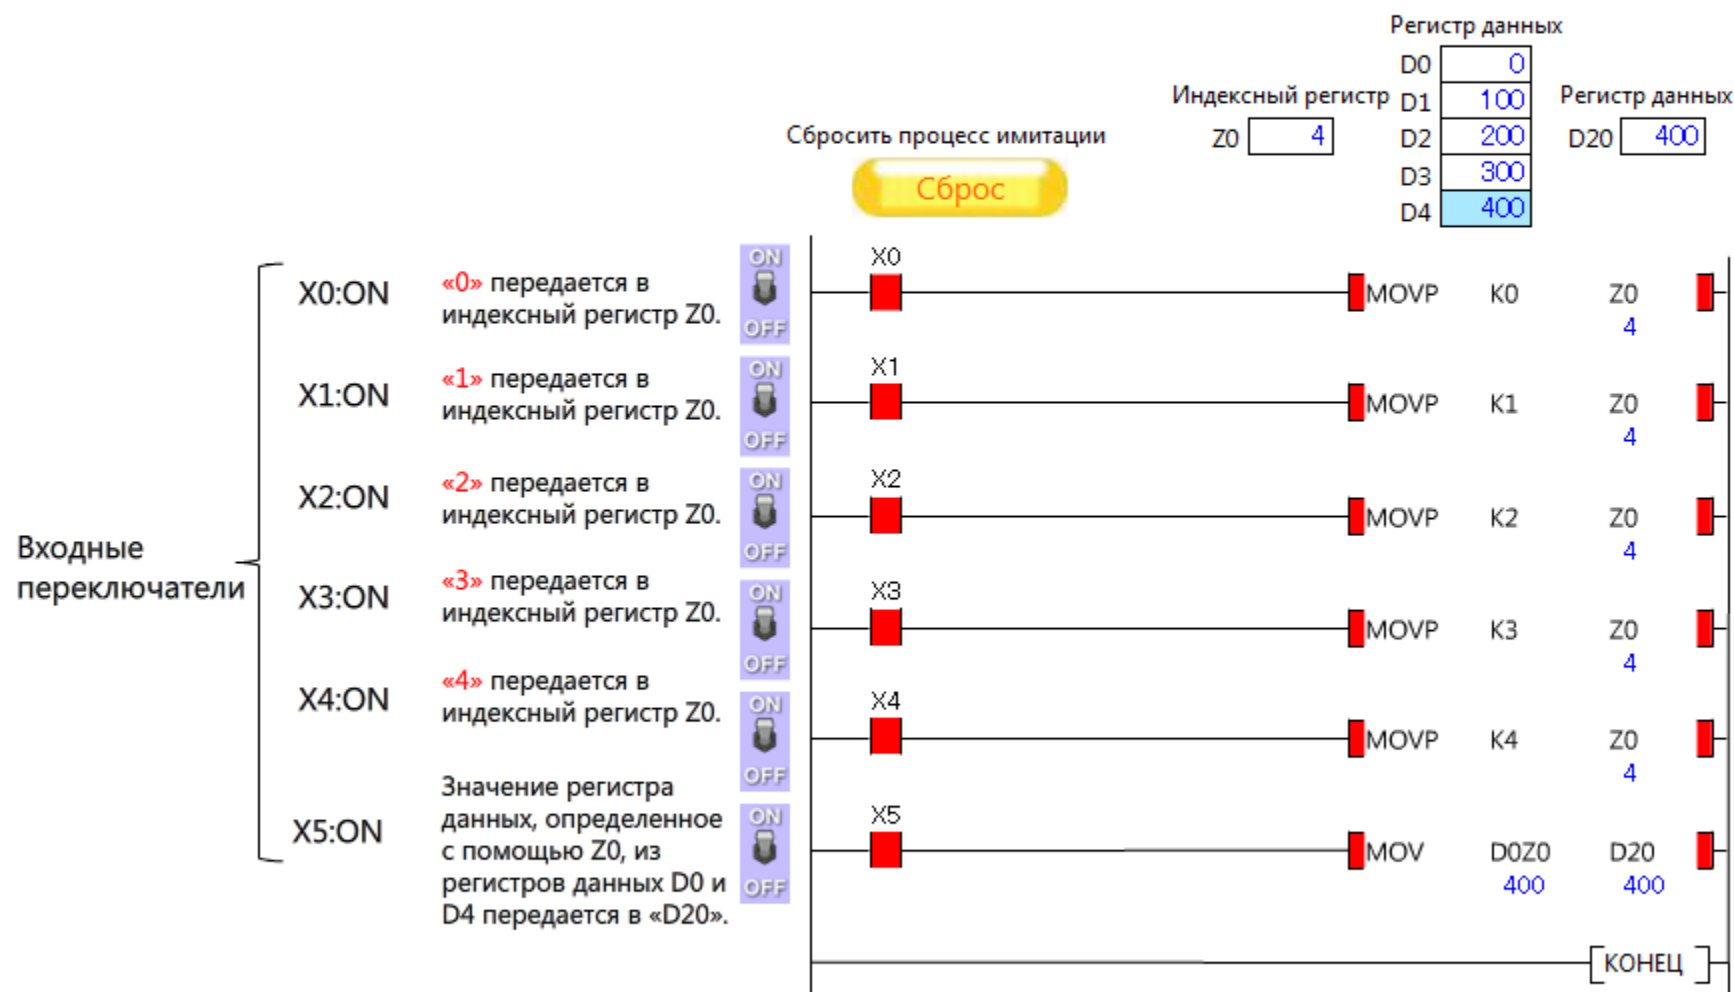 Регистр данных
D0 0
Индексный регистр D1 100 Регистр данных
Сбросить процесс имитации Z0 4 D2 200 D20 400
Сброс
D3 300
D4 400
Входные
переключатели
X0:ON
«0» передается в
индексный регистр Z0.
ON
OFF
X0
MOVP K0 Z0
4
X1:ON
«1» передается в
индексный регистр Z0.
ON
OFF
X1
MOVP K1 Z0
4
X2:ON
«2» передается в
индексный регистр Z0.
ON
OFF
X2
MOVP K2 Z0
4
X3:ON
«3» передается в
индексный регистр Z0.
ON
OFF
X3
MOVP K3 Z0
4
X4:ON
«4» передается в
индексный регистр Z0.
ON
OFF
X4
MOVP K4 Z0
4
X5:ON
Значение регистра
данных, определенное
с помощью Z0, из
регистров данных D0 и
D4 передается в «D20».
ON
OFF
X5
MOV D0Z0 D20
400 400
КОНЕЦ